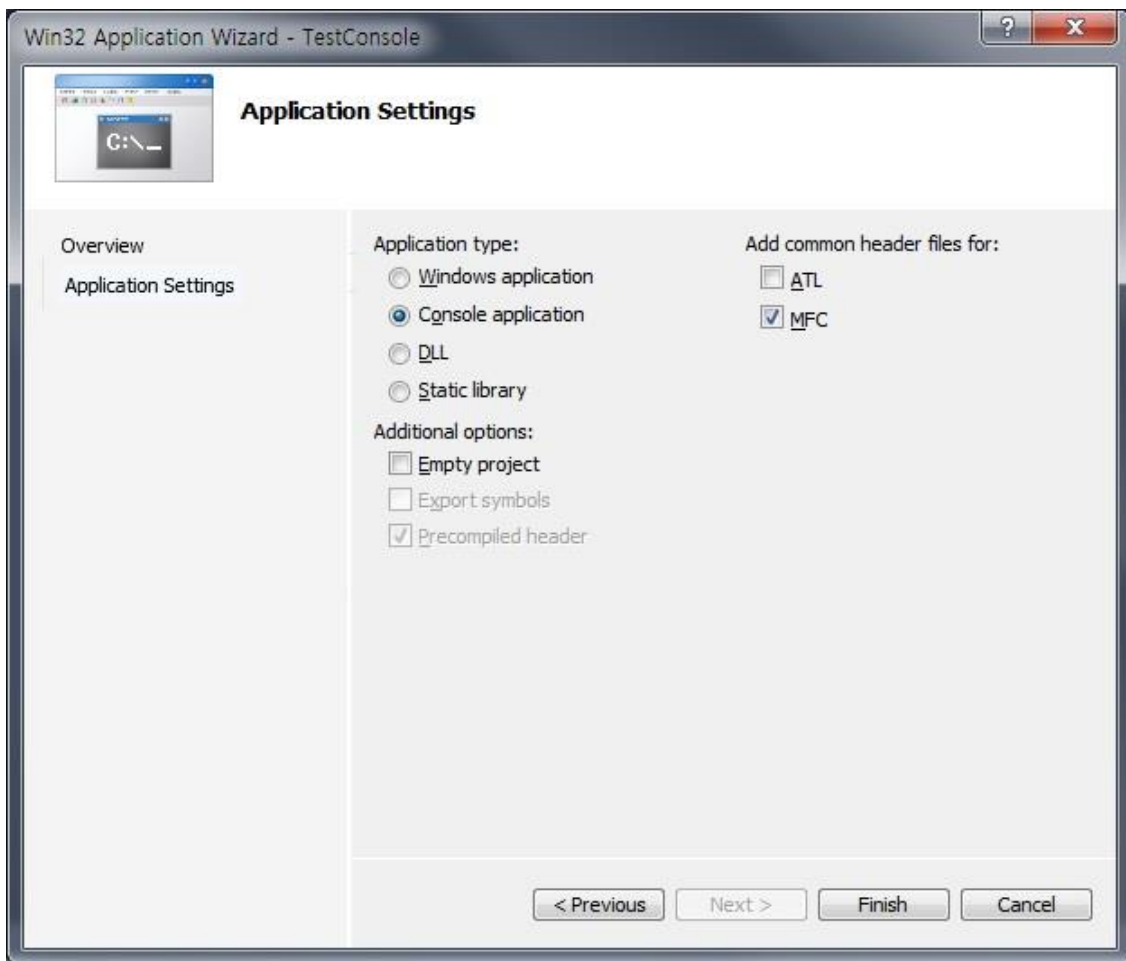 Win32 Application Wizard - TestConsole
C:\_
Application Settings
Overview
Application Settings
Application type:
Windows application
Console application
DLL
Static library
Additional options:
Empty project
Export symbols
Precompiled header
Add common header files for:
ATL
MFC
< Previous
Next >
Finish
Cancel